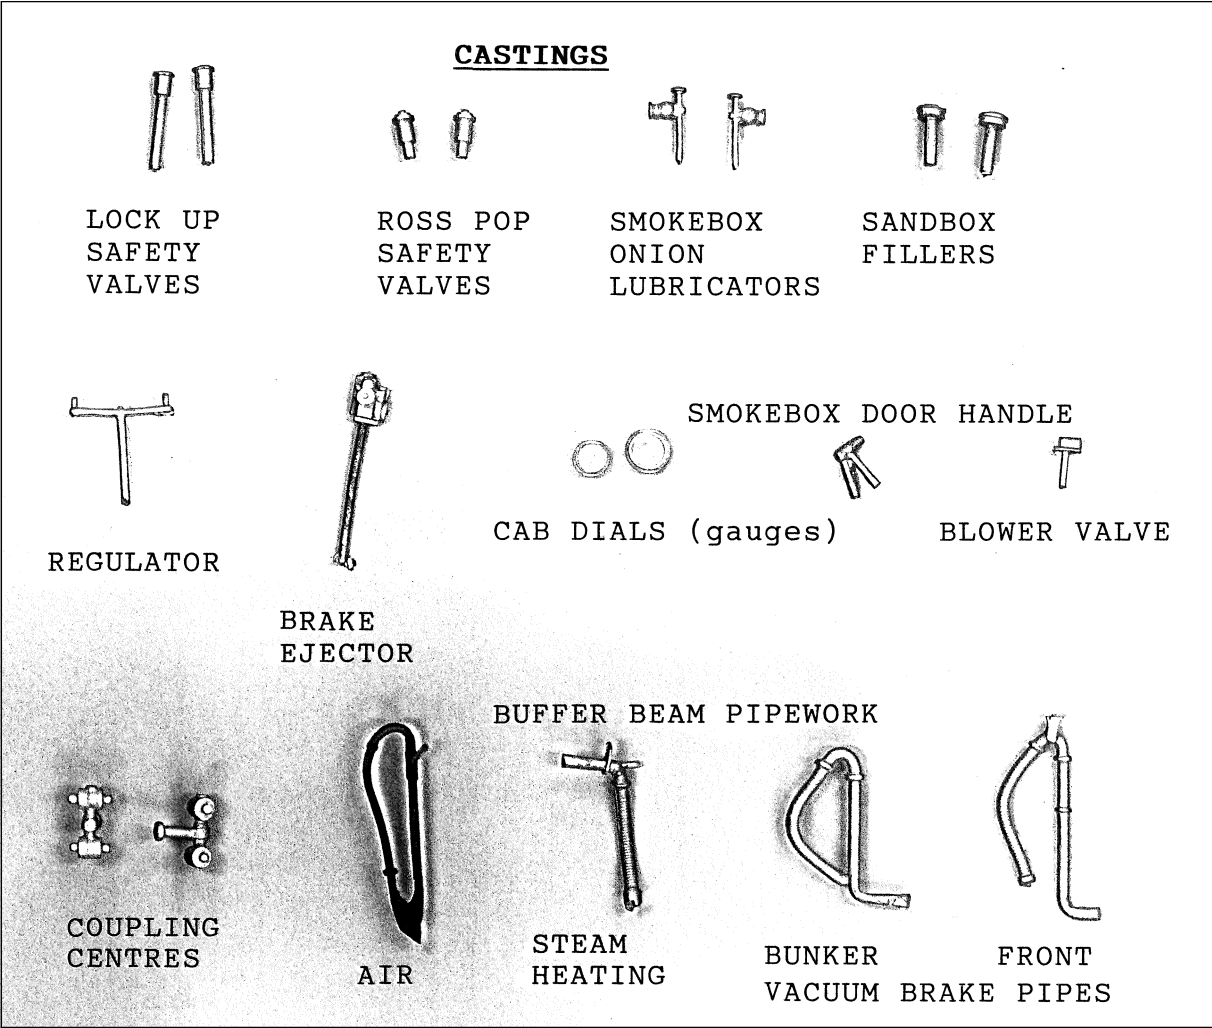 CASTINGS
LOCK UP
SAFETY
VALVES
ROSS POP
SAFETY
VALVES
SMOKEBOX
ONION
LUBRICATORS
SANDBOX
FILLERS
REGULATOR
BRAKE
EJECTOR
SMOKEBOX DOOR HANDLE
CAB DIALS (gauges)
BLOWER VALVE
BUFFER BEAM PIPEWORK
COUPLING
CENTRES
AIR
STEAM
HEATING
BUNKER
FRONT
VACUUM BRAKE PIPES